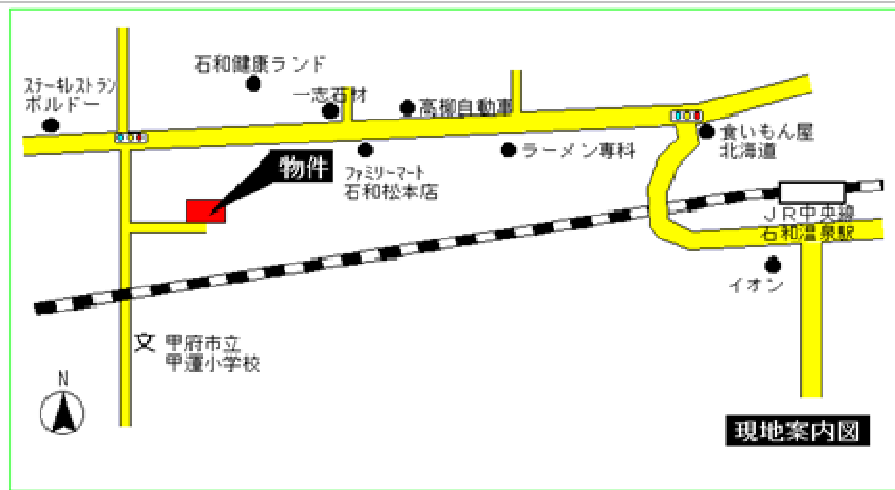 石和健康ランド
ステーキレストラン
ボルドー
一志石材
高柳自動車
食いもん屋
北海道
物件
ファミリーマート
石和松本店
ラーメン専科
JR中央線
石和温泉駅
イオン
文
甲府市立
甲運小学校
N
現地案内図